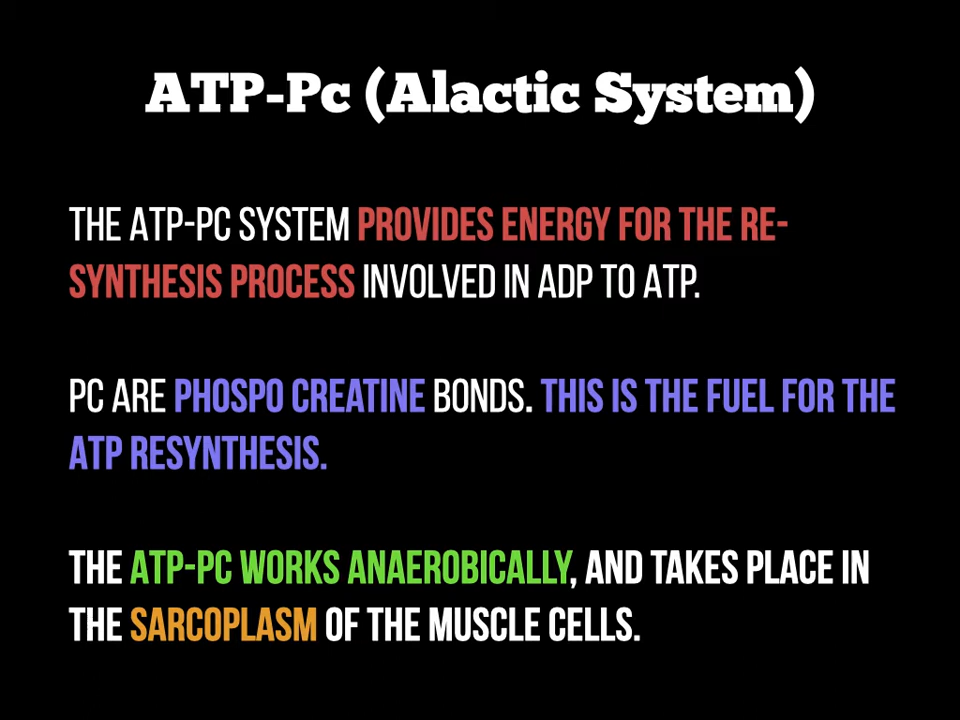 ATP-Pc (Alactic System)
THE ATP-PC SYSTEM PROVIDES ENERGY FOR THE RE-
SYNTHESIS PROCESS INVOLVED IN ADP TO ATP.
PC ARE PHOSPO CREATINE BONDS. THIS IS THE FUEL FOR THE
ATP RESYNTHESIS.
THE ATP-PC WORKS ANAEROBICALLY, AND TAKES PLACE IN
THE SARCOPLASM OF THE MUSCLE CELLS.